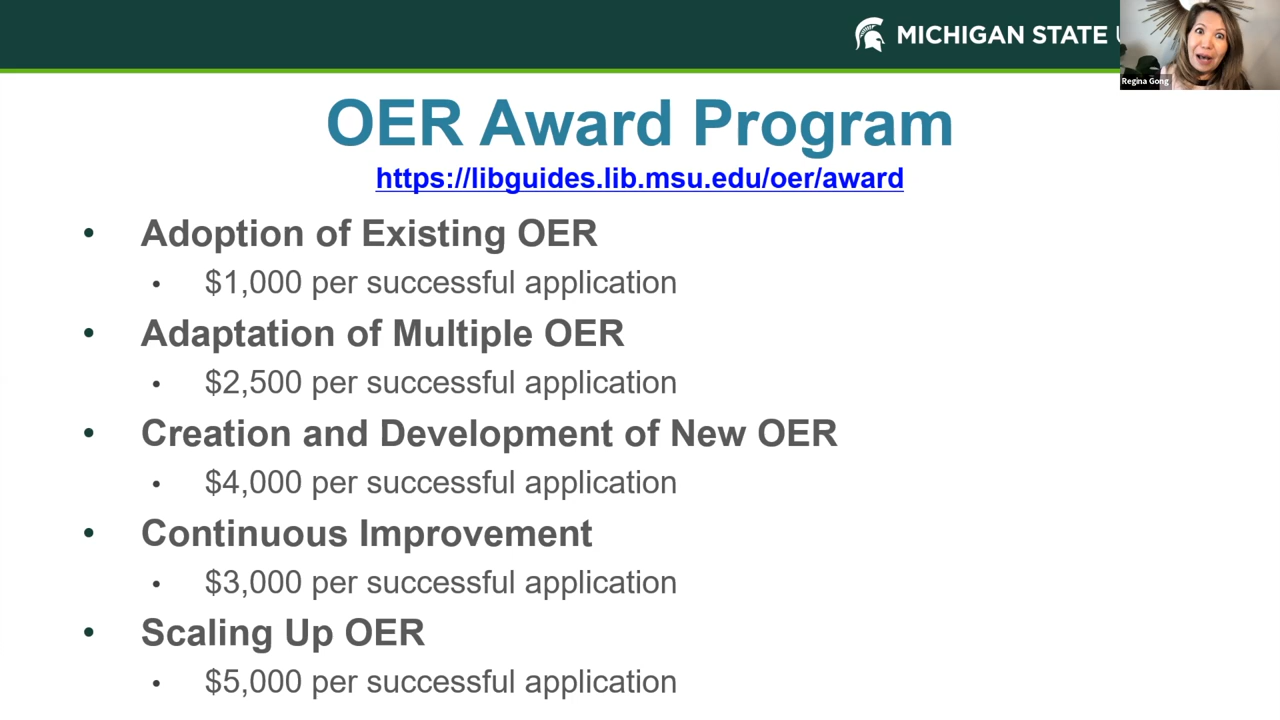 MICHIGAN STATE
Regina Gong
OER Award Program
https://libguides.lib.msu.edu/oer/award
• Adoption of Existing OER
• $1,000 per successful application
• Adaptation of Multiple OER
• $2,500 per successful application
• Creation and Development of New OER
• $4,000 per successful application
• Continuous Improvement
• $3,000 per successful application
• Scaling Up OER
• $5,000 per successful application